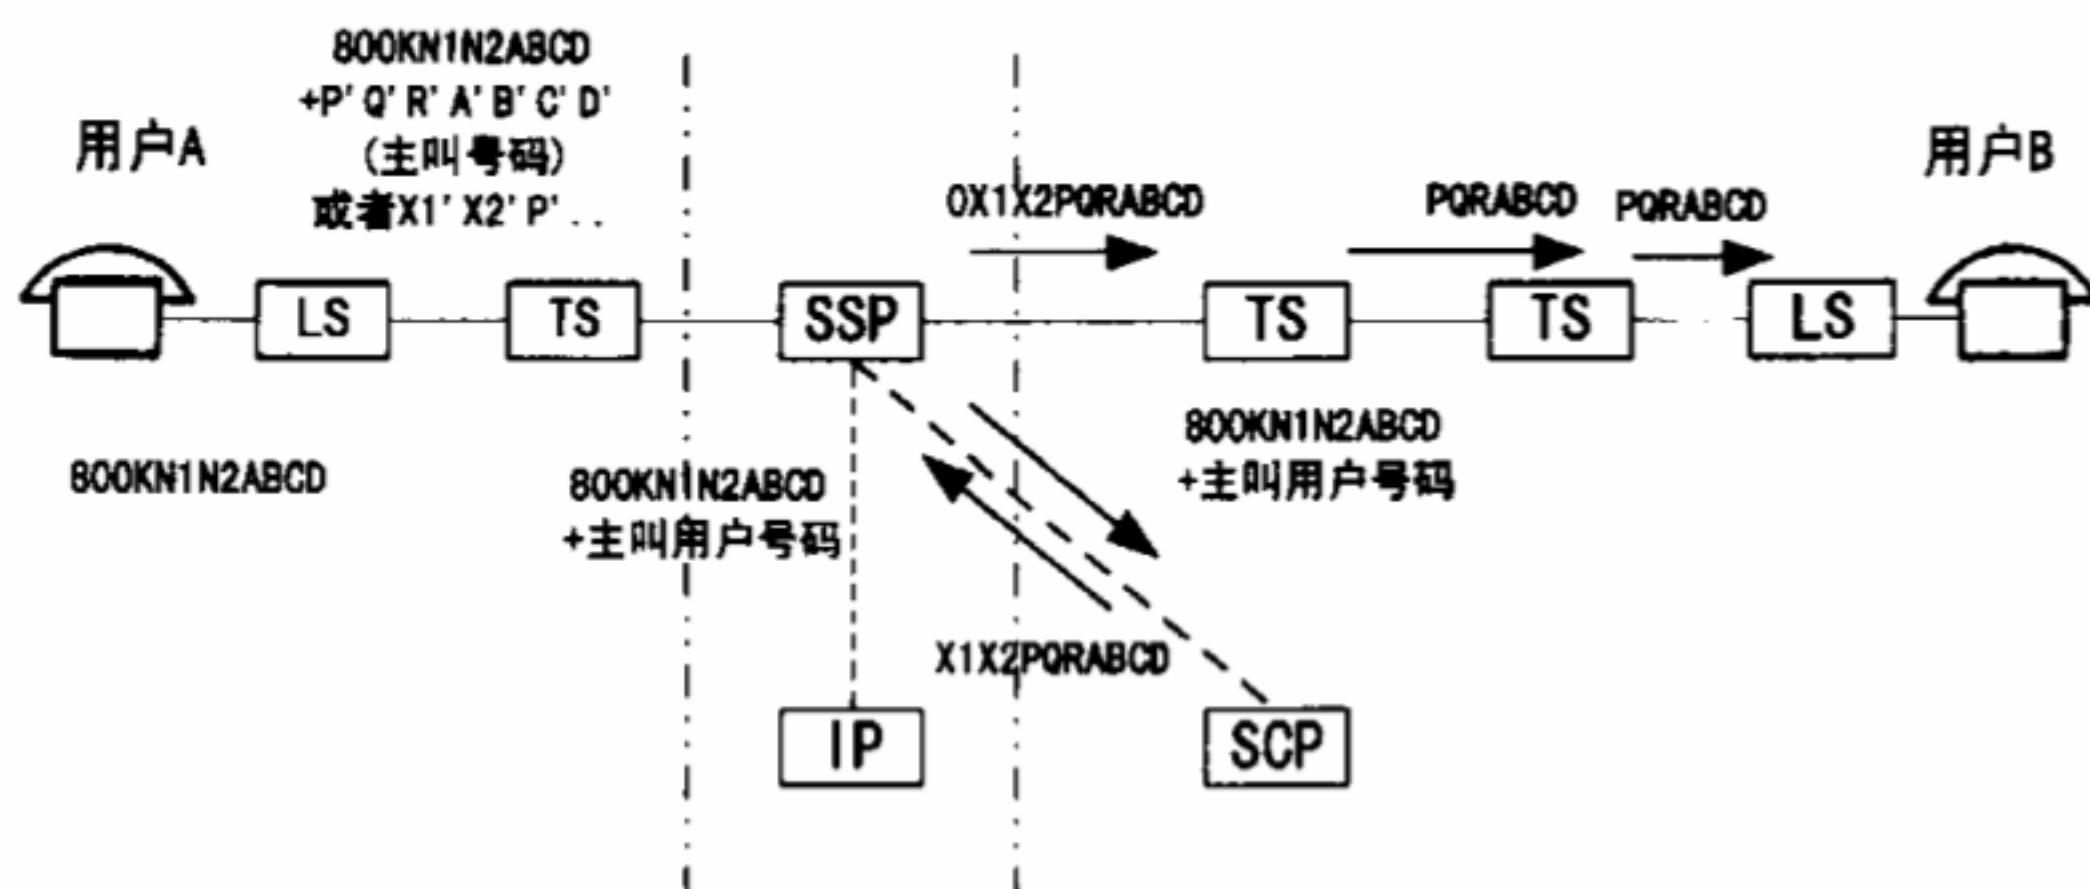 800KN1N2ABCD
+P'Q'R'A'B'C'D'
(主叫号码)
或者X1'X2'P'..
用户A
用户B
0X1X2PQRABCD
PQRABCD
PQRABCD
LS
TS
SSP
TS
TS
LS
800KN1N2ABCD
800KN1N2ABCD
+主叫用户号码
800KN1N2ABCD
+主叫用户号码
X1X2PQRABCD
IP
SCP